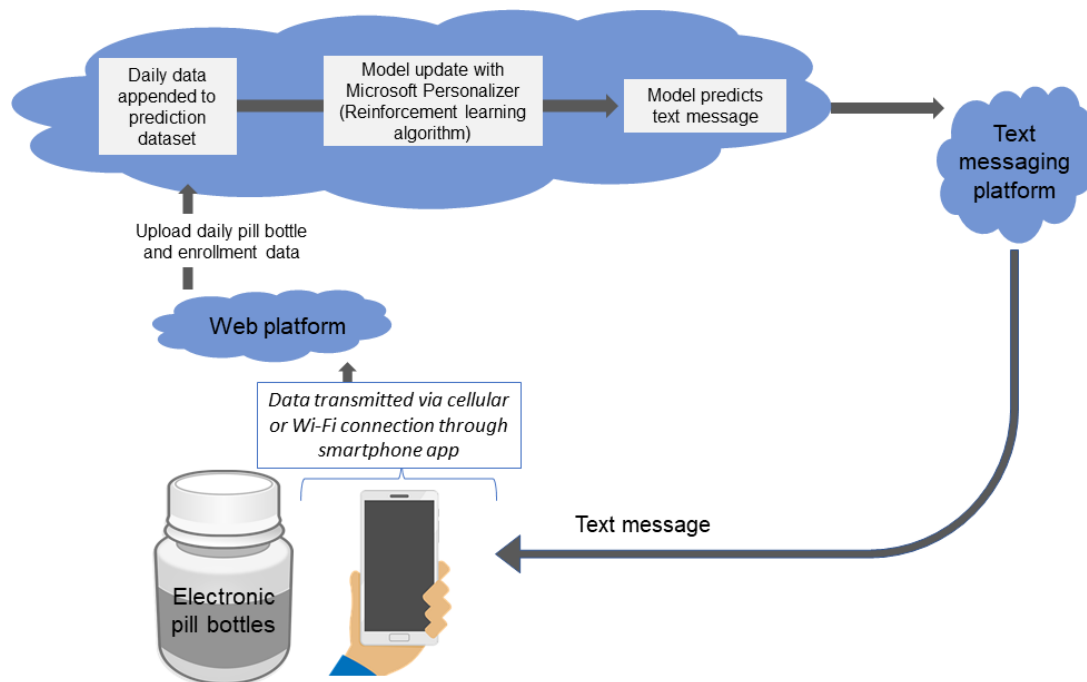 Daily data
appended to
prediction
dataset
Model update with
Microsoft Personalizer
(Reinforcement learning
algorithm)
Model predicts
text message
Text
messaging
platform
Upload daily pill bottle
and enrollment data
Web platform
Data transmitted via cellular
or Wi-Fi connection through
smartphone app
Electronic
pill bottles
Text message